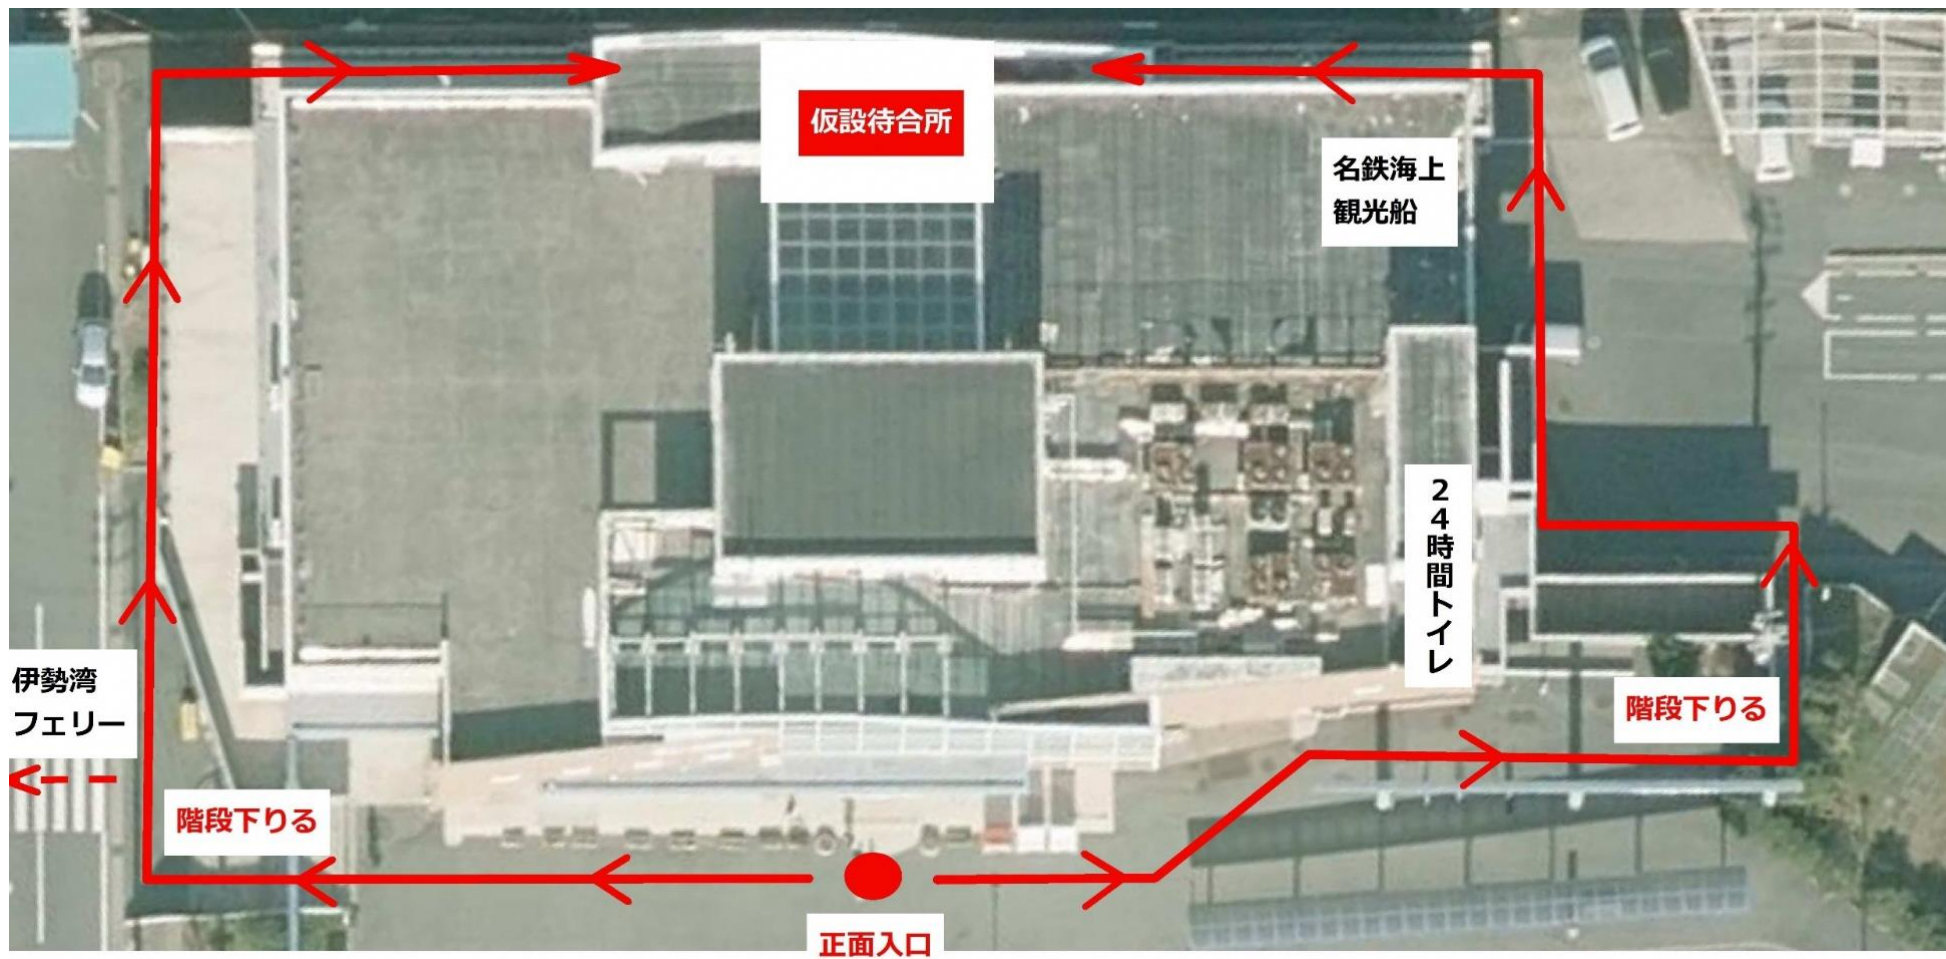 仮設待合所
名鉄海上
観光船
24時間トイレ
伊勢湾
フェリー
階段下りる
階段下りる
正面入口